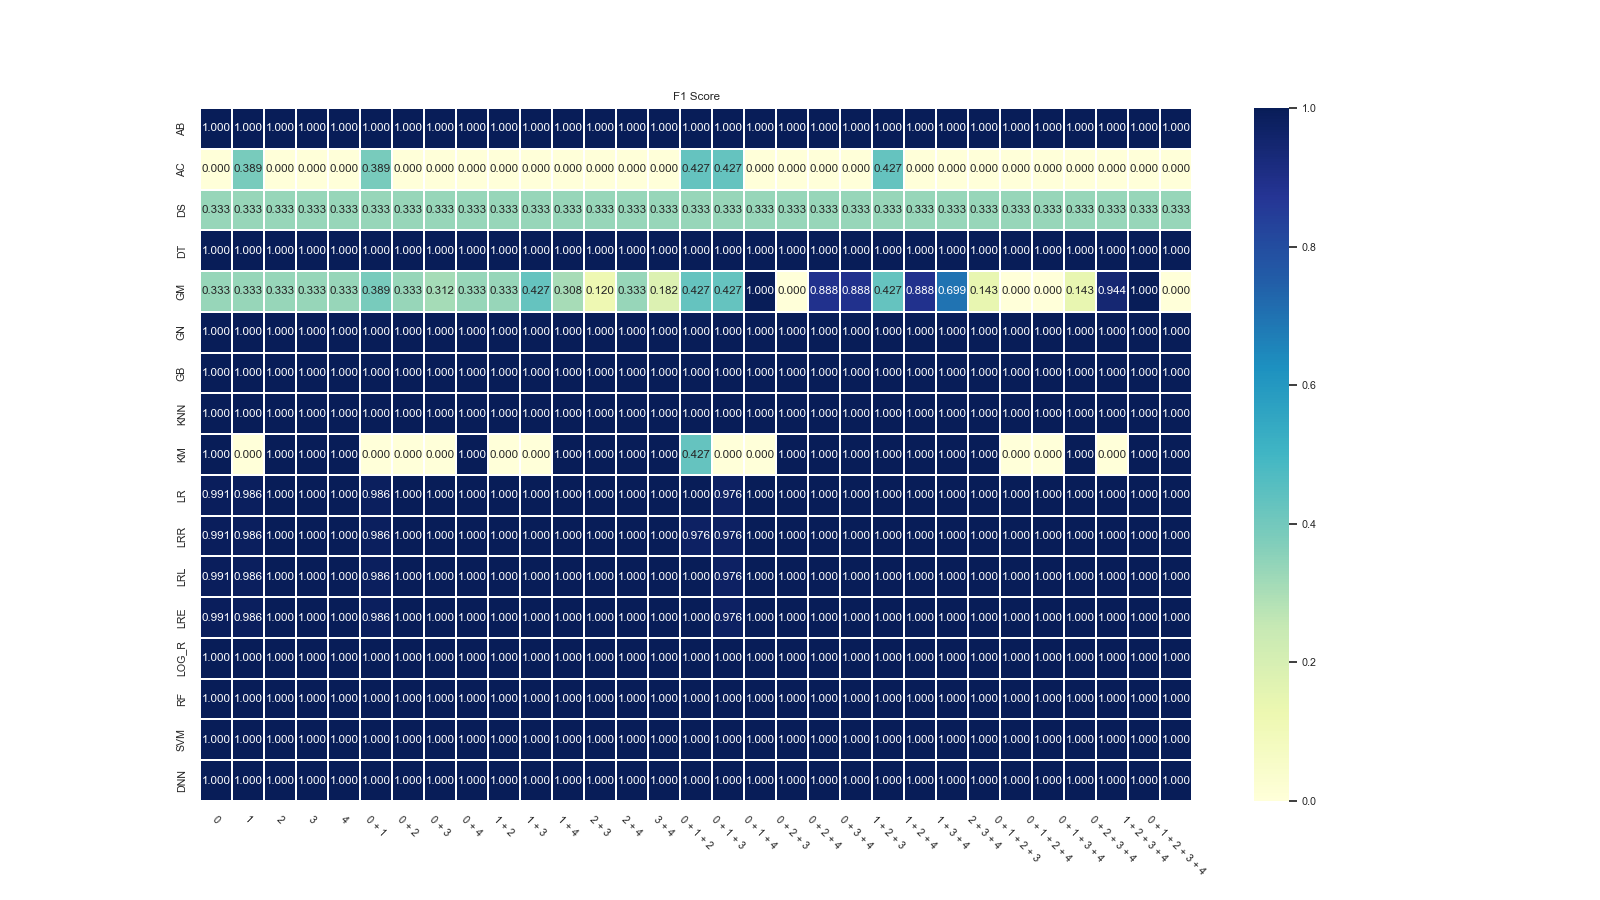 F1 Score
AB 1.000 1.000 1.000 1.000 1.000 1.000 1.000 1.000 1.000 1.000 1.000 1.000 1.000 1.000 1.000 1.000 1.000 1.000 1.000 1.000 1.000 1.000 1.000 1.000 1.000 1.000 1.000 1.000 1.000 1.000 1.000
AC 0.000 0.389 0.000 0.000 0.000 0.389 0.000 0.000 0.000 0.000 0.000 0.000 0.000 0.000 0.000 0.427 0.427 0.000 0.000 0.000 0.000 0.427 0.000 0.000 0.000 0.000 0.000 0.000 0.000 0.000 0.000
DS 0.333 0.333 0.333 0.333 0.333 0.333 0.333 0.333 0.333 0.333 0.333 0.333 0.333 0.333 0.333 0.333 0.333 0.333 0.333 0.333 0.333 0.333 0.333 0.333 0.333 0.333 0.333 0.333 0.333 0.333 0.333
DT 1.000 1.000 1.000 1.000 1.000 1.000 1.000 1.000 1.000 1.000 1.000 1.000 1.000 1.000 1.000 1.000 1.000 1.000 1.000 1.000 1.000 1.000 1.000 1.000 1.000 1.000 1.000 1.000 1.000 1.000 1.000
GM 0.333 0.333 0.333 0.333 0.333 0.389 0.333 0.312 0.333 0.333 0.427 0.308 0.120 0.333 0.182 0.427 0.427 1.000 0.000 0.888 0.888 0.427 0.888 0.699 0.143 0.000 0.000 0.143 0.944 1.000 0.000
GN 1.000 1.000 1.000 1.000 1.000 1.000 1.000 1.000 1.000 1.000 1.000 1.000 1.000 1.000 1.000 1.000 1.000 1.000 1.000 1.000 1.000 1.000 1.000 1.000 1.000 1.000 1.000 1.000 1.000 1.000 1.000
GB 1.000 1.000 1.000 1.000 1.000 1.000 1.000 1.000 1.000 1.000 1.000 1.000 1.000 1.000 1.000 1.000 1.000 1.000 1.000 1.000 1.000 1.000 1.000 1.000 1.000 1.000 1.000 1.000 1.000 1.000 1.000
KNN 1.000 1.000 1.000 1.000 1.000 1.000 1.000 1.000 1.000 1.000 1.000 1.000 1.000 1.000 1.000 1.000 1.000 1.000 1.000 1.000 1.000 1.000 1.000 1.000 1.000 1.000 1.000 1.000 1.000 1.000 1.000
KM 1.000 0.000 1.000 1.000 1.000 0.000 0.000 0.000 1.000 0.000 0.000 1.000 1.000 1.000 1.000 0.427 0.000 0.000 1.000 1.000 1.000 1.000 1.000 1.000 1.000 0.000 0.000 1.000 0.000 1.000 1.000
LR 0.991 0.986 1.000 1.000 1.000 0.986 1.000 1.000 1.000 1.000 1.000 1.000 1.000 1.000 1.000 1.000 0.976 1.000 1.000 1.000 1.000 1.000 1.000 1.000 1.000 1.000 1.000 1.000 1.000 1.000 1.000
LRR 0.991 0.986 1.000 1.000 1.000 0.986 1.000 1.000 1.000 1.000 1.000 1.000 1.000 1.000 1.000 0.976 0.976 1.000 1.000 1.000 1.000 1.000 1.000 1.000 1.000 1.000 1.000 1.000 1.000 1.000 1.000
LRL 0.991 0.986 1.000 1.000 1.000 0.986 1.000 1.000 1.000 1.000 1.000 1.000 1.000 1.000 1.000 1.000 0.976 1.000 1.000 1.000 1.000 1.000 1.000 1.000 1.000 1.000 1.000 1.000 1.000 1.000 1.000
LRE 0.991 0.986 1.000 1.000 1.000 0.986 1.000 1.000 1.000 1.000 1.000 1.000 1.000 1.000 1.000 1.000 0.976 1.000 1.000 1.000 1.000 1.000 1.000 1.000 1.000 1.000 1.000 1.000 1.000 1.000 1.000
LOG_R 1.000 1.000 1.000 1.000 1.000 1.000 1.000 1.000 1.000 1.000 1.000 1.000 1.000 1.000 1.000 1.000 1.000 1.000 1.000 1.000 1.000 1.000 1.000 1.000 1.000 1.000 1.000 1.000 1.000 1.000 1.000
RF 1.000 1.000 1.000 1.000 1.000 1.000 1.000 1.000 1.000 1.000 1.000 1.000 1.000 1.000 1.000 1.000 1.000 1.000 1.000 1.000 1.000 1.000 1.000 1.000 1.000 1.000 1.000 1.000 1.000 1.000 1.000
SVM 1.000 1.000 1.000 1.000 1.000 1.000 1.000 1.000 1.000 1.000 1.000 1.000 1.000 1.000 1.000 1.000 1.000 1.000 1.000 1.000 1.000 1.000 1.000 1.000 1.000 1.000 1.000 1.000 1.000 1.000 1.000
DNN 1.000 1.000 1.000 1.000 1.000 1.000 1.000 1.000 1.000 1.000 1.000 1.000 1.000 1.000 1.000 1.000 1.000 1.000 1.000 1.000 1.000 1.000 1.000 1.000 1.000 1.000 1.000 1.000 1.000 1.000 1.000
0
1
2
3
4
0 + 1
0 + 2
0 + 3
0 + 4
1 + 2
1 + 3
1 + 4
2 + 3
2 + 4
3 + 4
0 + 1 + 2
0 + 1 + 3
0 + 1 + 4
0 + 2 + 3
0 + 2 + 4
0 + 3 + 4
1 + 2 + 3
1 + 2 + 4
1 + 3 + 4
2 + 3 + 4
0 + 1 + 2 + 3
0 + 1 + 2 + 4
0 + 1 + 3 + 4
0 + 2 + 3 + 4
1 + 2 + 3 + 4
0 + 1 + 2 + 3 + 4
1.0
0.8
0.6
0.4
0.2
0.0